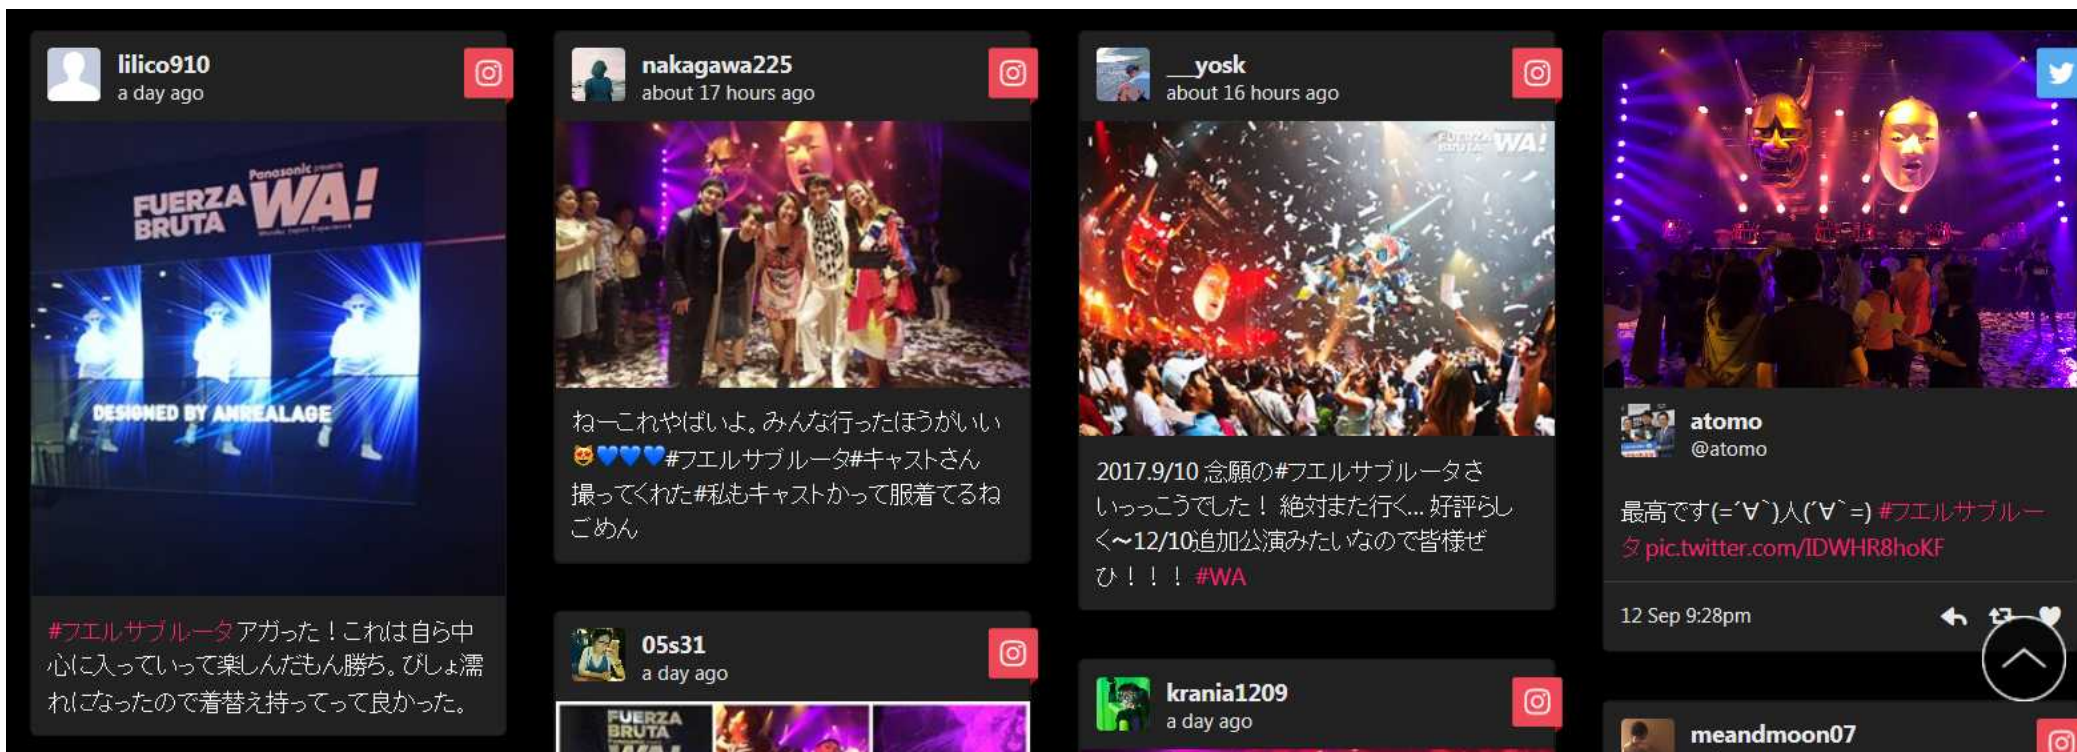 lilico910
a day ago
Panasonic presents
FUERZA
BRUTA
WA!
DESIGNED BY ANREALAGE
#フエルサブルータアガった！これは自ら中
心に入っていって楽しんだもん勝ち。びしょ濡
れになったので着替え持ってって良かった。
nakagawa225
about 17 hours ago
ねーこれやばいよ。みんな行ったほうがいい
😻💙💙💙#フエルサブルータ#キャストさん
撮ってくれた#私もキャストかって服着てるね
ごめん
05s31
a day ago
FUERZA
BRUTA
___yosk
about 16 hours ago
FUERZA
BRUTA WA!
2017.9/10 念願の#フエルサブルータさ
いっっこうでした！ 絶対また行く... 好評らし
く〜12/10追加公演みたいなので皆様ぜ
ひ！！！ #WA
krania1209
a day ago
atomo
@atomo
最高です(=´∀`)人(´∀`=) #フエルサブルー
タ pic.twitter.com/IDWHR8hoKF
12 Sep 9:28pm
meandmoon07